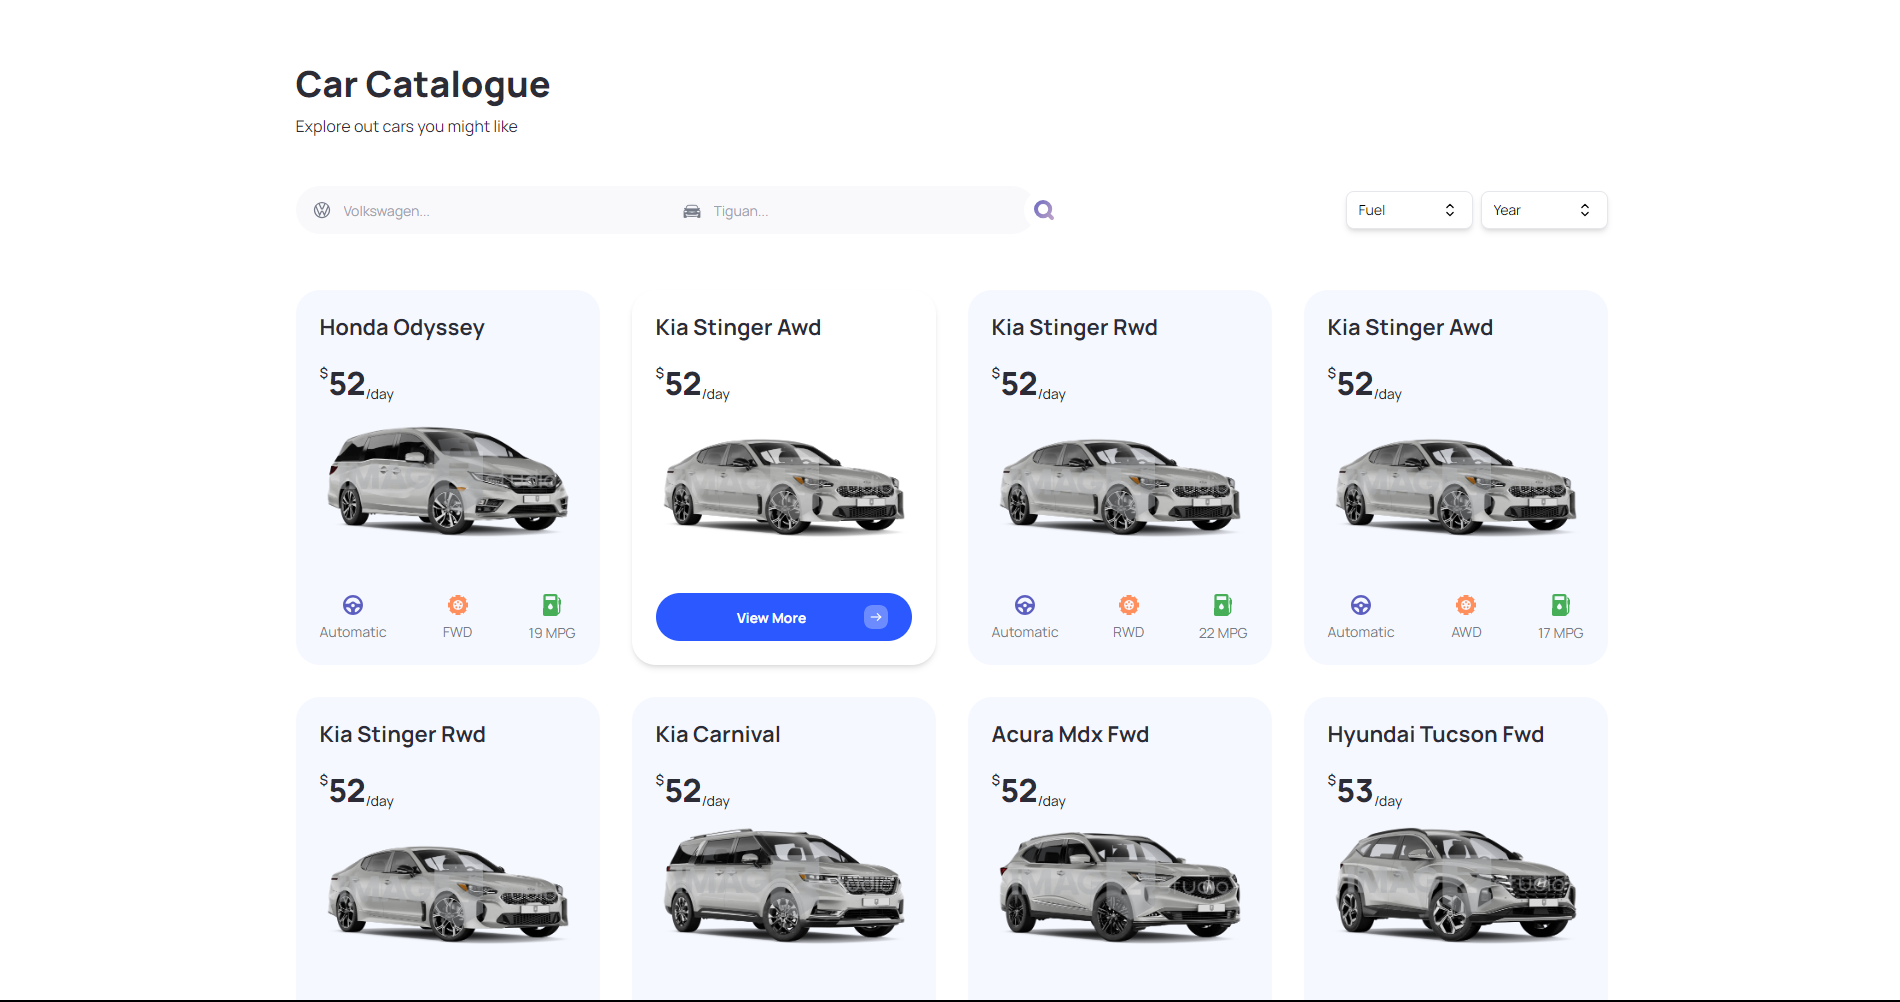 Car Catalogue
Explore out cars you might like
Volkswagen...
Tiguan...
Fuel
Year
Honda Odyssey
$52/day
Automatic
FWD
19 MPG
Kia Stinger Awd
$52/day
View More
Kia Stinger Rwd
$52/day
Automatic
RWD
22 MPG
Kia Stinger Awd
$52/day
Automatic
AWD
17 MPG
Kia Stinger Rwd
$52/day
Kia Carnival
$52/day
Acura Mdx Fwd
$52/day
Hyundai Tucson Fwd
$53/day